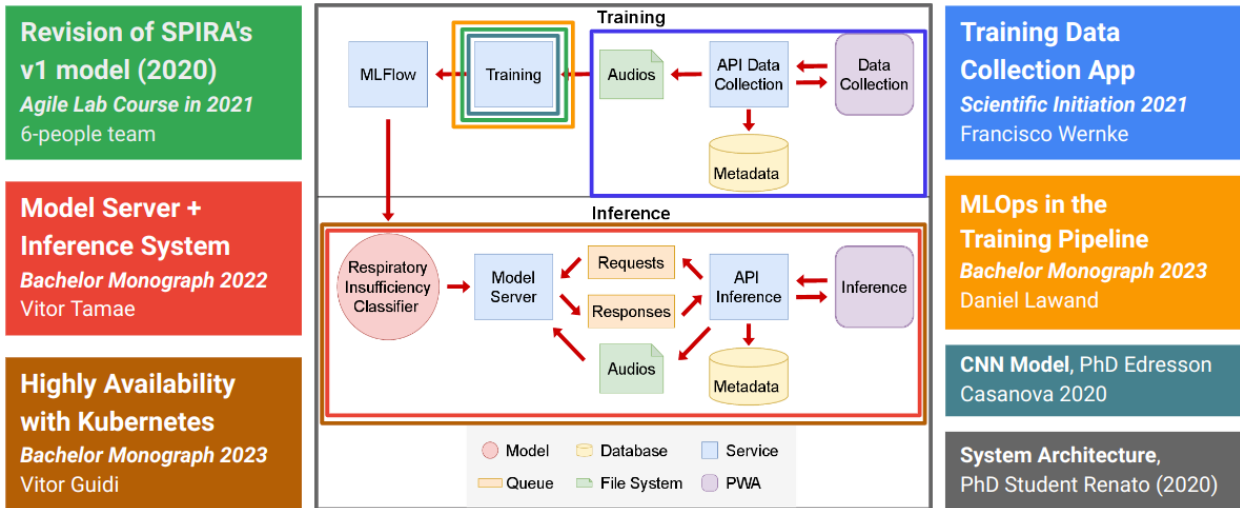 Revision of SPIRA's
v1 model (2020)
Agile Lab Course in 2021
6-people team
Model Server +
Inference System
Bachelor Monograph 2022
Vitor Tamae
Highly Availability
with Kubernetes
Bachelor Monograph 2023
Vitor Guidi
Training
MLFlow
Training
Audios
API Data
Collection
Data
Collection
Metadata
Inference
Respiratory
Insufficiency
Classifier
Model
Server
Requests
Responses
Audios
API
Inference
Inference
Metadata
Model
Database
Service
Queue
File System
PWA
Training Data
Collection App
Scientific Initiation 2021
Francisco Wernke
MLOps in the
Training Pipeline
Bachelor Monograph 2023
Daniel Lawand
CNN Model, PhD Edresson
Casanova 2020
System Architecture,
PhD Student Renato (2020)